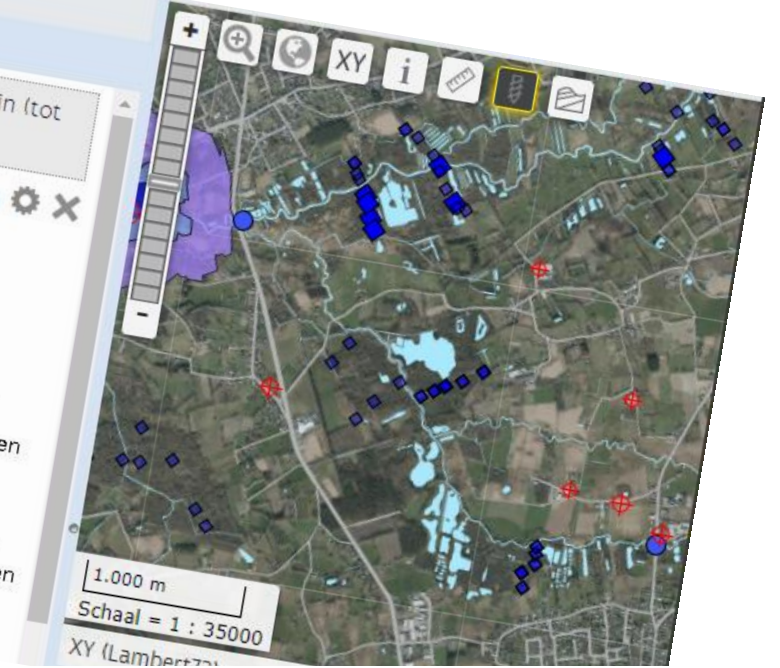 +
XY
i
in (tot
-
en
en
1.000 m
Schaal = 1 : 35000
XY (Lambert72)